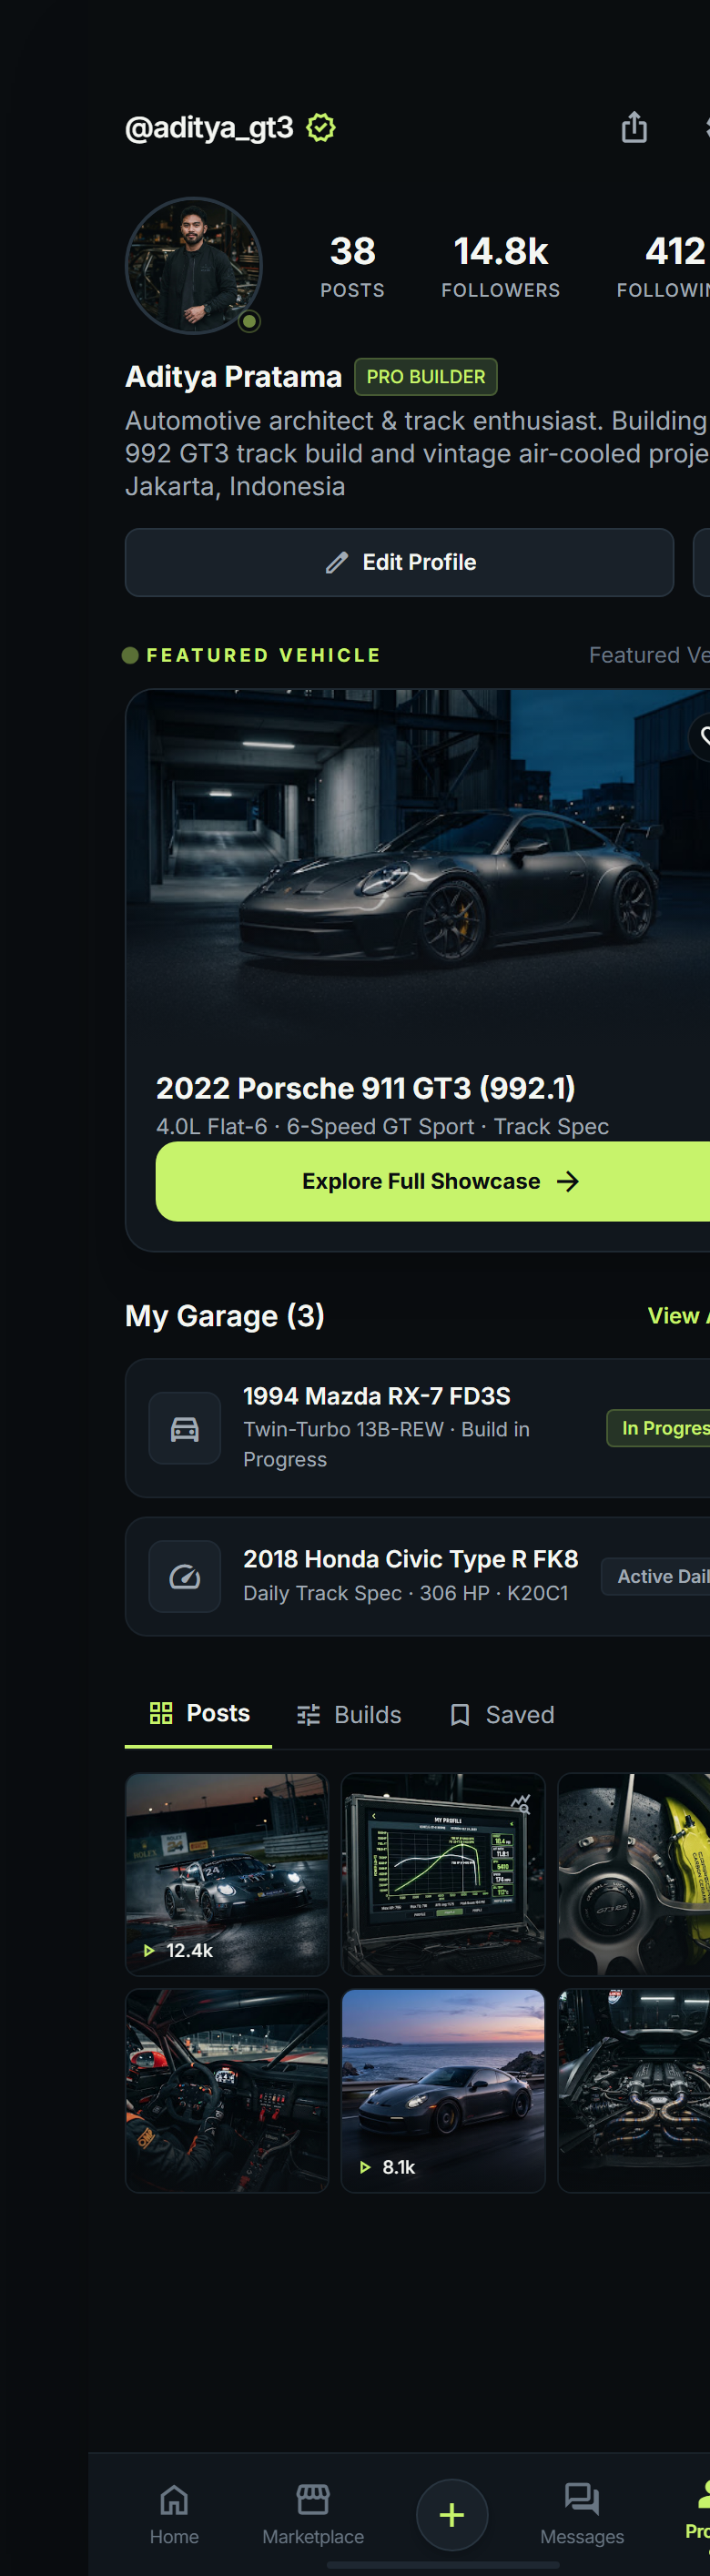 @aditya_gt3
38
POSTS
14.8k
FOLLOWERS
412
FOLLOWIN
Aditya Pratama
PRO BUILDER
Automotive architect & track enthusiast. Building
992 GT3 track build and vintage air-cooled proje
Jakarta, Indonesia
Edit Profile
FEATURED VEHICLE
Featured Ve
2022 Porsche 911 GT3 (992.1)
4.0L Flat-6 · 6-Speed GT Sport · Track Spec
Explore Full Showcase
My Garage (3)
View A
1994 Mazda RX-7 FD3S
Twin-Turbo 13B-REW · Build in
Progress
In Progres
2018 Honda Civic Type R FK8
Daily Track Spec · 306 HP · K20C1
Active Dail
Posts
Builds
Saved
ROLEX
24
12.4k
MY PROFILE
GT3RS
8.1k
Home
Marketplace
Messages
Pro